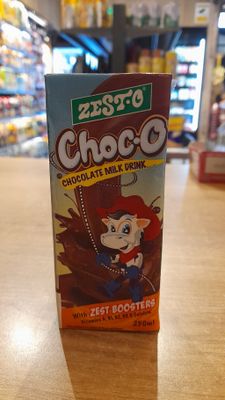 ZEST-O®
Choc-O
CHOCOLATE MILK DRINK
With ZEST BOOSTERS
250ml